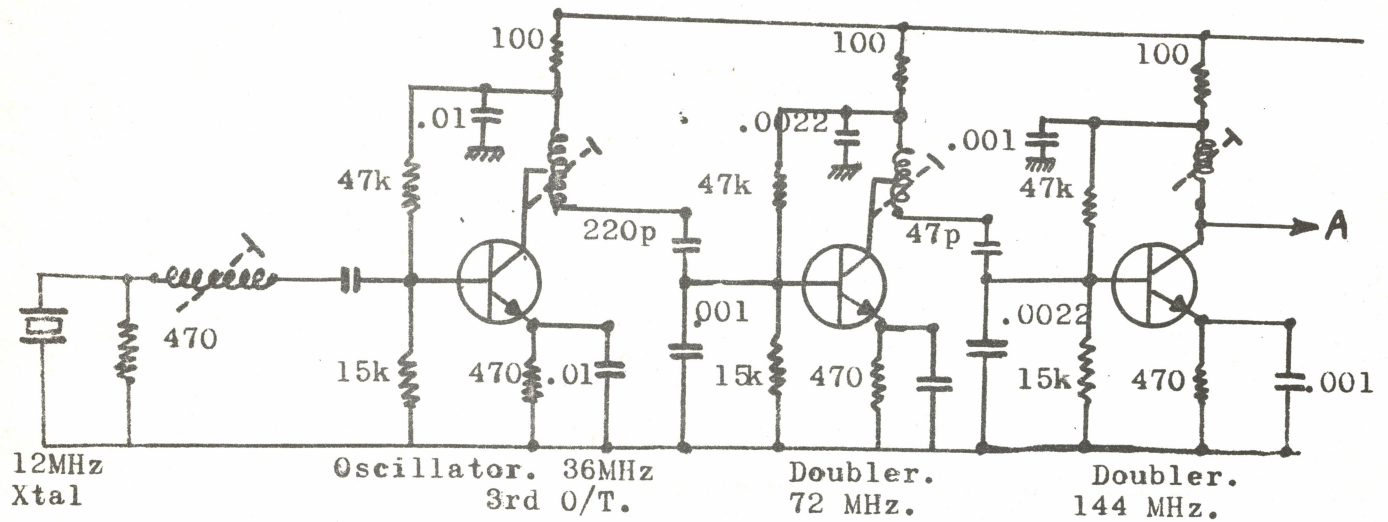 100
100
100
.01
.0022
.001
47k
47k
47k
220p
47p
A
470
.001
.0022
15k
470
.01
15k
470
15k
470
.001
12MHz
Xtal
Oscillator. 36MHz
3rd O/T.
Doubler.
72 MHz.
Doubler.
144 MHz.